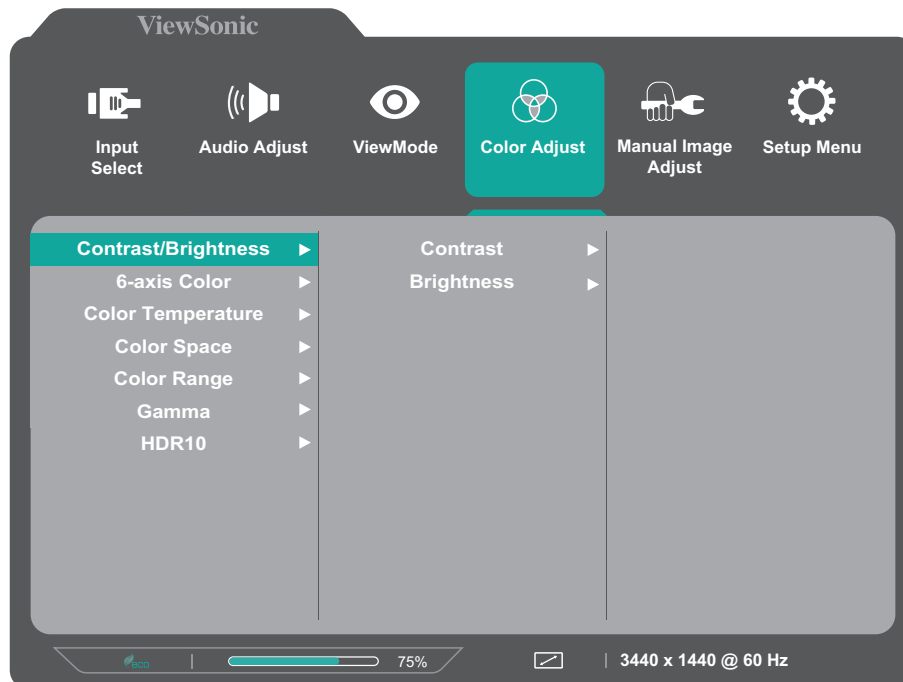 ViewSonic
Input
Select
Audio Adjust
ViewMode
Color Adjust
Manual Image
Adjust
Setup Menu
Contrast/Brightness
6-axis Color
Color Temperature
Color Space
Color Range
Gamma
HDR10
Contrast
Brightness
eco
75%
3440 x 1440 @ 60 Hz